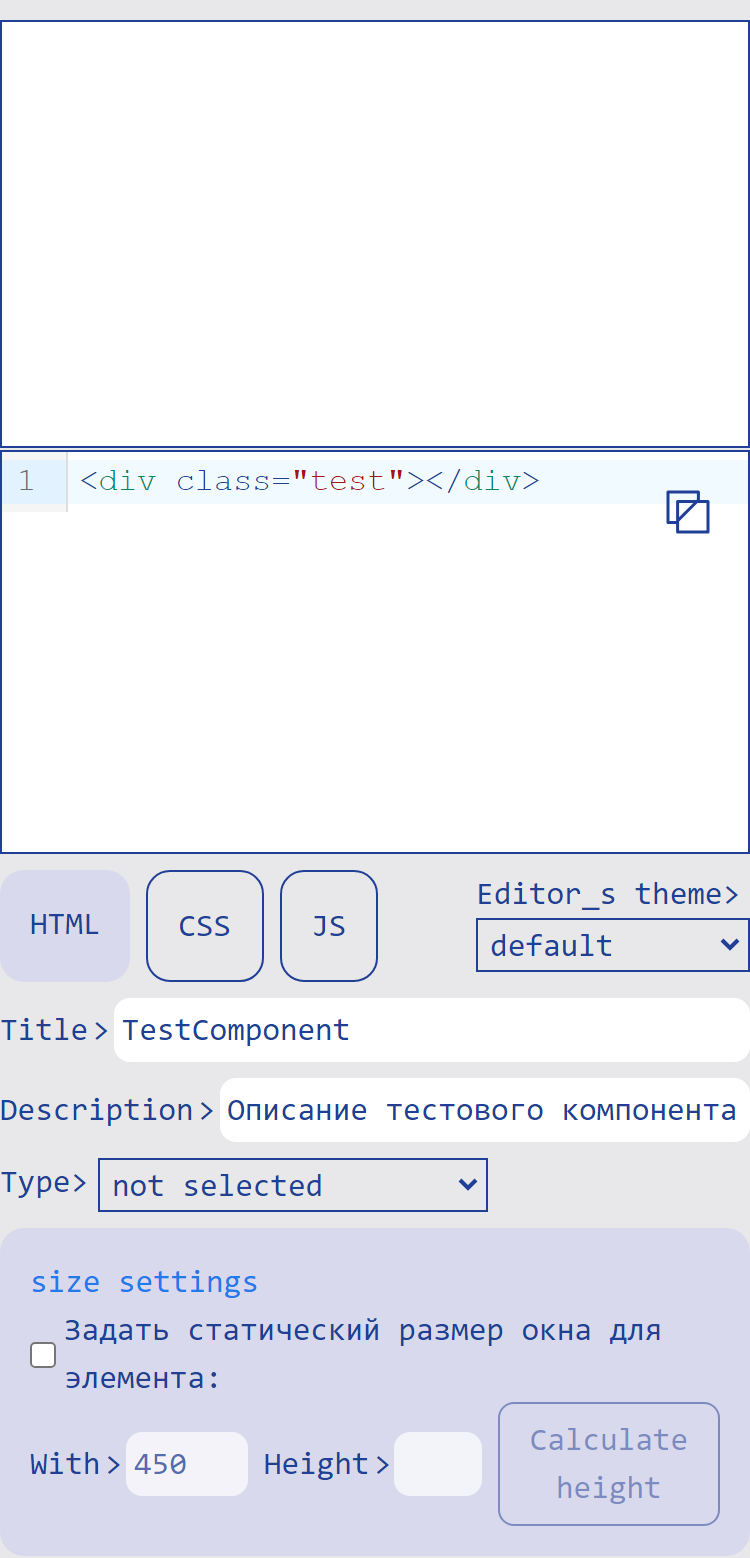 1 <div class="test"></div>
HTML
CSS
JS
Editor_s theme>
default
Title> TestComponent
Description> Описание тестового компонента
Type> not selected
size settings
Задать статический размер окна для
элемента:
With> 450 Height>
Calculate
height